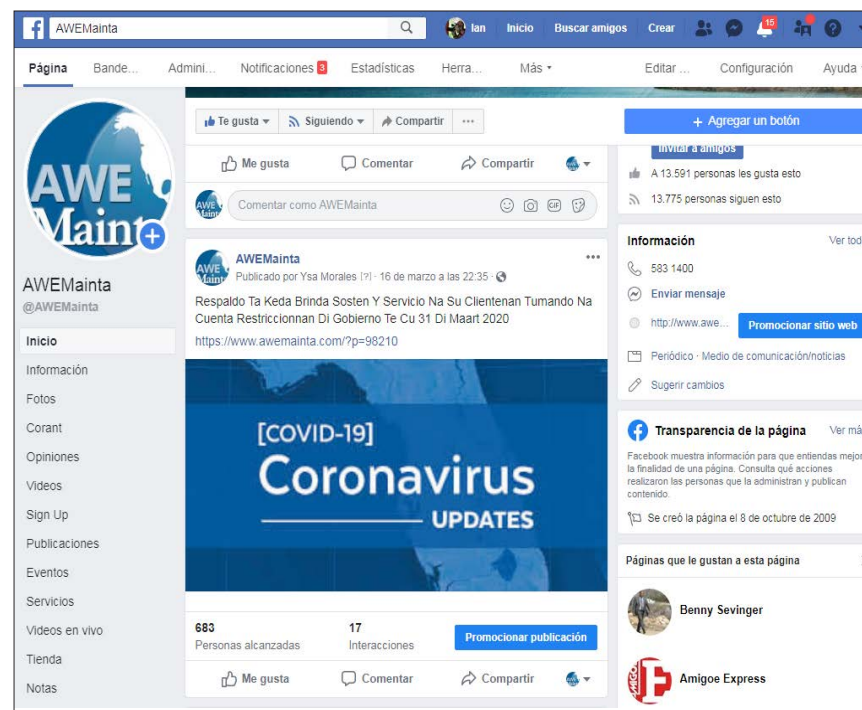 AWEMainta
Ian
Inicio
Buscar amigos
Crear
15
Página
Bande...
Admini...
Notificaciones 3
Estadísticas
Herra...
Más
Editar ...
Configuración
Ayuda
Te gusta
Siguiendo
Compartir
+ Agregar un botón
AWE
Mainta
AWEMainta
@AWEMainta
Inicio
Información
Fotos
Corant
Opiniones
Videos
Sign Up
Publicaciones
Eventos
Servicios
Videos en vivo
Tienda
Notas
Me gusta
Comentar
Compartir
Comentar como AWEMainta
GIF
AWEMainta
Publicado por Ysa Morales [?] · 16 de marzo a las 22:35 ·
Respaldo Ta Keda Brinda Sosten Y Servicio Na Su Clientenan Tumando Na
Cuenta Restriccionnan Di Gobierno Te Cu 31 Di Maart 2020
https://www.awemainta.com/?p=98210
[COVID-19]
Coronavirus
UPDATES
683
Personas alcanzadas
17
Interacciones
Promocionar publicación
Me gusta
Comentar
Compartir
Invitar a amigos
A 13.591 personas les gusta esto
13.775 personas siguen esto
Información
Ver tod
583 1400
Enviar mensaje
http://www.awe...
Promocionar sitio web
Periódico · Medio de comunicación/noticias
Sugerir cambios
Transparencia de la página
Ver má
Facebook muestra información para que entiendas mejor
la finalidad de una página. Consulta qué acciones
realizaron las personas que la administran y publican
contenido.
Se creó la página el 8 de octubre de 2009
Páginas que le gustan a esta página
Benny Sevinger
Amigoe Express